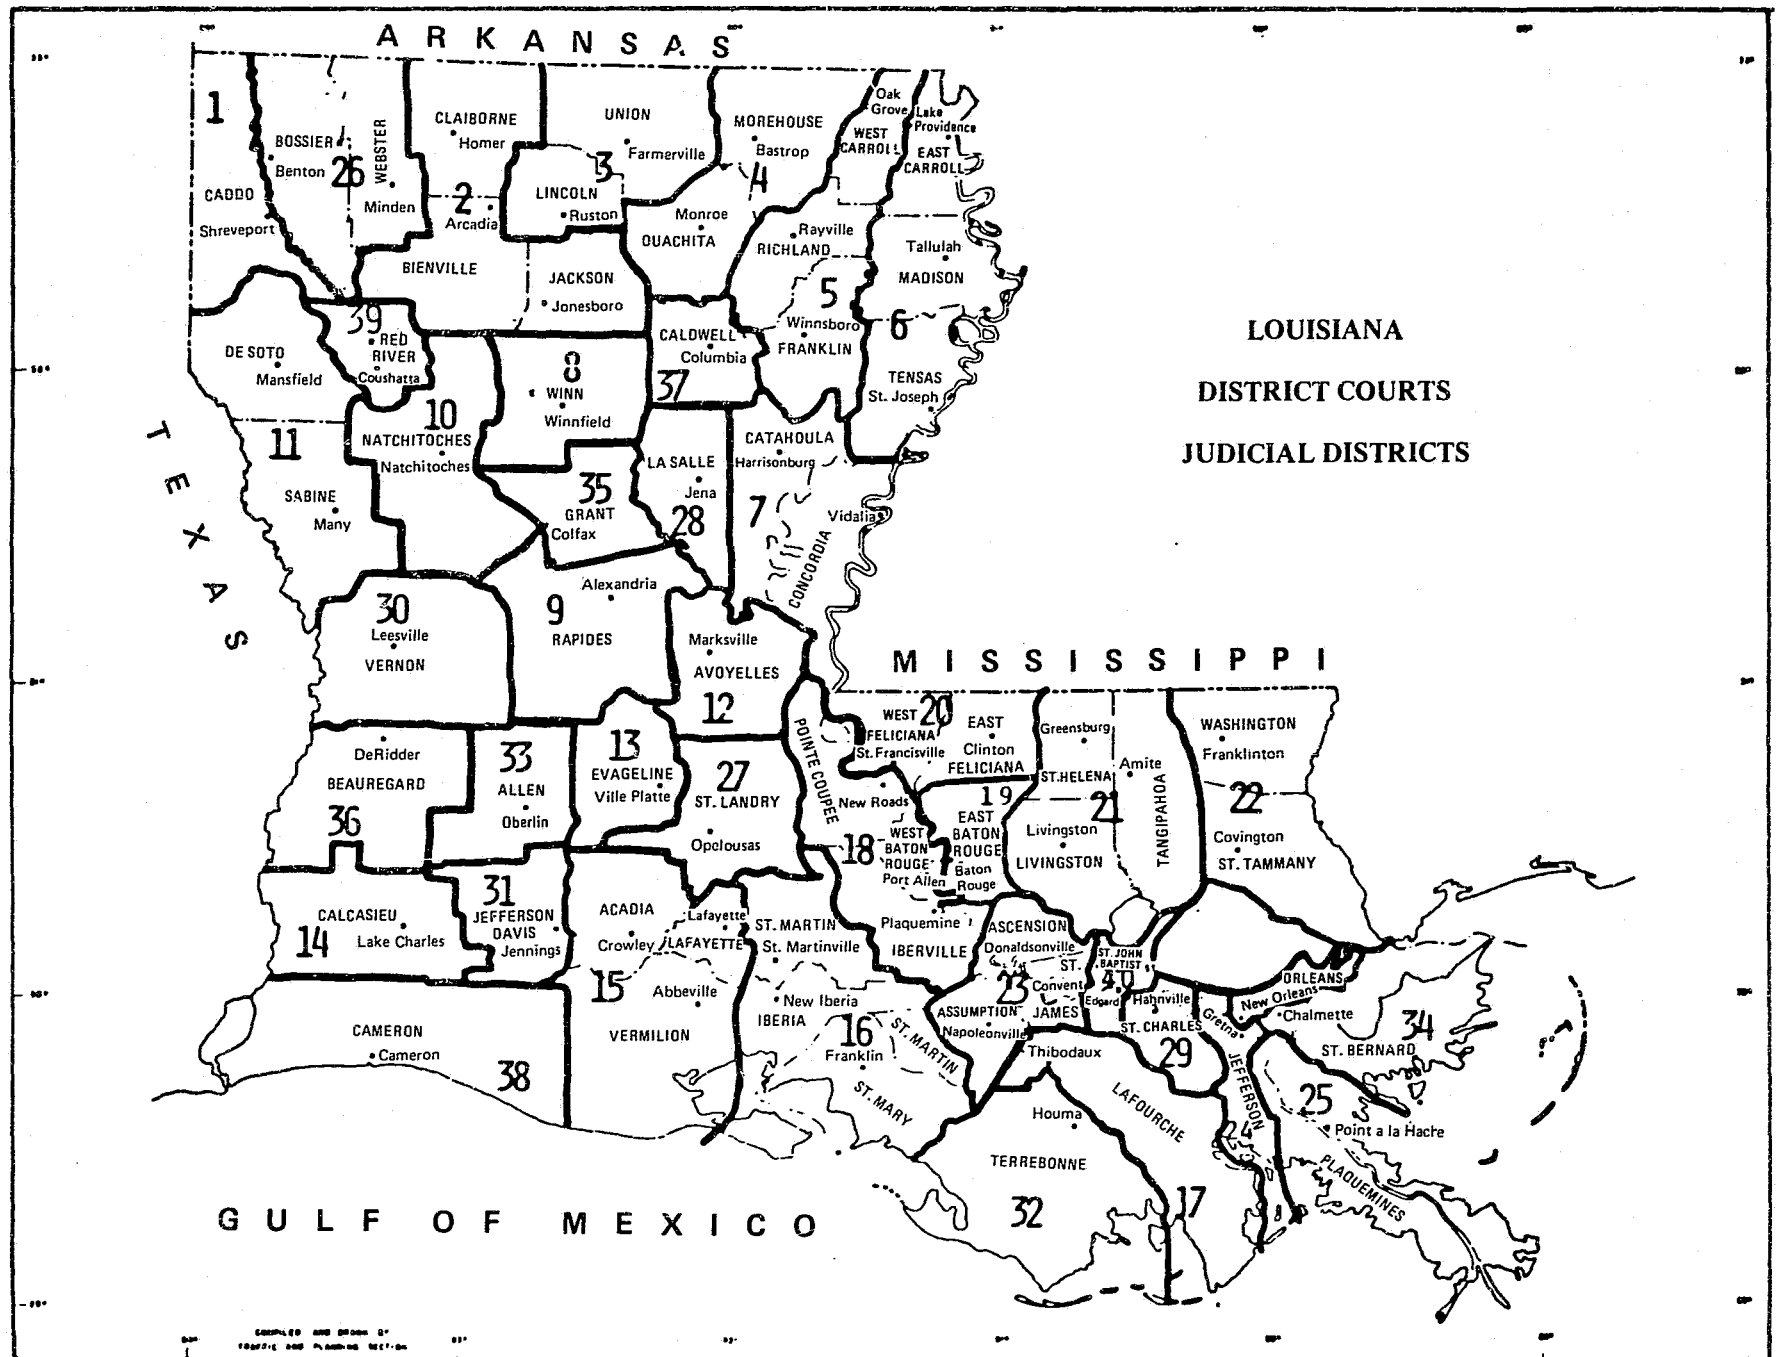 ARKANSAS
1
BOSSIER
Benton
26
WEBSTER
Minden
CADDO
Shreveport
CLAIBORNE
Homer
2
Arcadia
BIENVILLE
UNION
Farmerville
3
LINCOLN
Ruston
JACKSON
Jonesboro
MOREHOUSE
Bastrop
4
Monroe
OUACHITA
Oak
Grove
WEST
CARROLL
Lake
Providence
EAST
CARROLL
Rayville
RICHLAND
5
Winnsboro
FRANKLIN
Tallulah
MADISON
6
TENSAS
St. Joseph
LOUISIANA
DISTRICT COURTS
JUDICIAL DISTRICTS
39
RED
RIVER
Coushatta
DE SOTO
Mansfield
11
SABINE
Many
10
NATCHITOCHES
Natchitoches
8
WINN
Winnfield
CALDWELL
Columbia
37
35
GRANT
Colfax
LA SALLE
Jena
28
CATAHOULA
Harrisonburg
7
CONCORDIA
Vidalia
TEXAS
30
Leesville
VERNON
Alexandria
9
RAPIDES
Marksville
AVOYELLES
12
MISSISSIPPI
DeRidder
BEAUREGARD
36
33
ALLEN
Oberlin
13
EVAGELINE
Ville Platte
27
ST. LANDRY
Opelousas
POINTE COUPEE
New Roads
18
WEST
BATON
ROUGE
Port Allen
Plaquemine
IBERVILLE
WEST
FELICIANA
St. Francisville
20
EAST
Clinton
FELICIANA
19
EAST
BATON
ROUGE
Baton
Rouge
Greensburg
ST. HELENA
21
Livingston
LIVINGSTON
Amite
TANGIPAHOA
WASHINGTON
Franklinton
22
Covington
ST. TAMMANY
CALCASIEU
14
Lake Charles
31
JEFFERSON
DAVIS
Jennings
ACADIA
Crowley
Lafayette
LAFAYETTE
15
Abbeville
VERMILION
ST. MARTIN
St. Martinville
New Iberia
IBERIA
16
Franklin
ST. MARTIN
ST. MARY
CAMERON
Cameron
38
ASCENSION
Donaldsonville
23
ST.
Convent
JAMES
ASSUMPTION
Napoleonville
ST. JOHN
BAPTIST
40
Edgard
Hahnville
ST. CHARLES
29
Thibodaux
LAFOURCHE
17
Houma
TERREBONNE
32
Gretna
JEFFERSON
24
ORLEANS
New Orleans
Chalmette
34
ST. BERNARD
25
Point a la Hache
PLAQUEMINES
GULF OF MEXICO
COMPILED AND DRAWN BY
TRAFFIC AND PLANNING SECTION